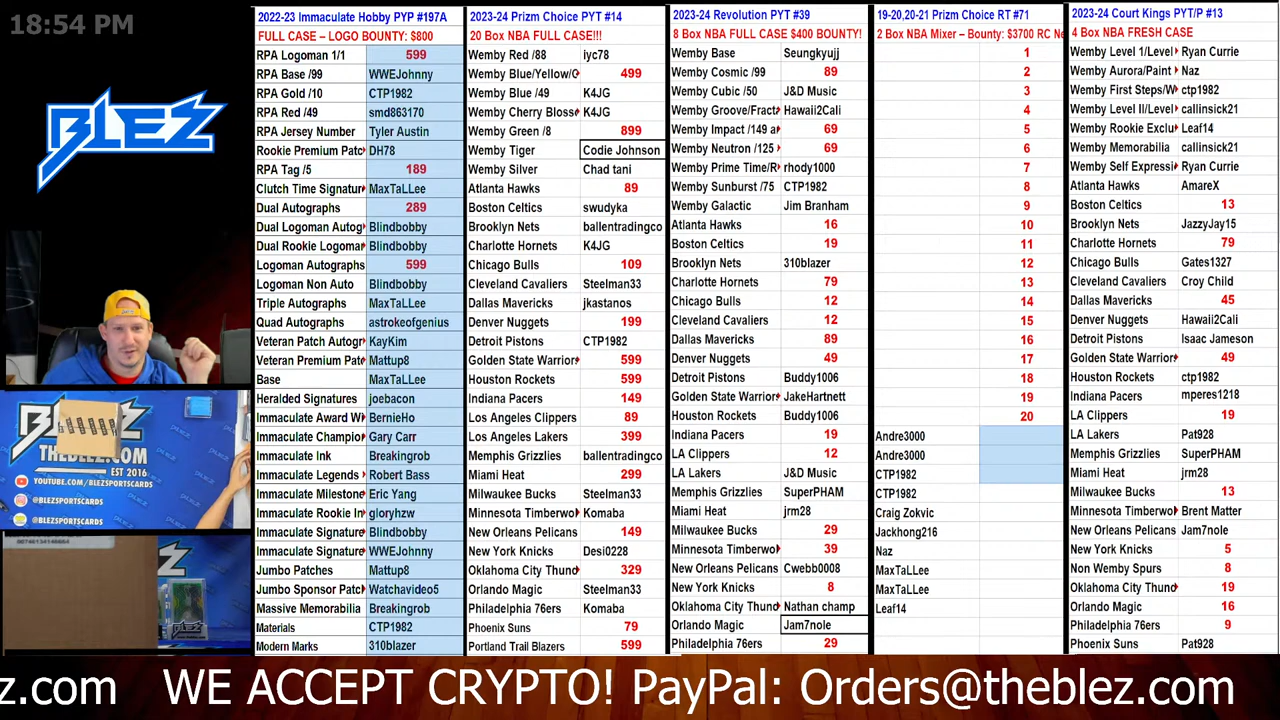 18:54 PM
BLEZ
BLEZ
THEBLEZ.COM
EST 2016
YOUTUBE.COM/BLEZSPORTSCARDS
@BLEZSPORTSCARDS
@BLEZSPORTSCARDS
BLEZ
2022-23 Immaculate Hobby PYP #197A
FULL CASE – LOGO BOUNTY: $800
RPA Logoman 1/1 599
RPA Base /99 WWEJohnny
RPA Gold /10 CTP1982
RPA Red /49 smd863170
RPA Jersey Number Tyler Austin
Rookie Premium Patc DH78
RPA Tag /5 189
Clutch Time Signatur MaxTaLLee
Dual Autographs 289
Dual Logoman Autog Blindbobby
Dual Rookie Logomar Blindbobby
Logoman Autographs 599
Logoman Non Auto Blindbobby
Triple Autographs MaxTaLLee
Quad Autographs astrokeofgenius
Veteran Patch Autogr KayKim
Veteran Premium Pat Mattup8
Base MaxTaLLee
Heralded Signatures joebacon
Immaculate Award W BernieHo
Immaculate Champio Gary Carr
Immaculate Ink Breakingrob
Immaculate Legends Robert Bass
Immaculate Mileston Eric Yang
Immaculate Rookie In gloryhzw
Immaculate Signature Blindbobby
Immaculate Signature WWEJohnny
Jumbo Patches Mattup8
Jumbo Sponsor Patc Watchavideo5
Massive Memorabilia Breakingrob
Materials CTP1982
Modern Marks 310blazer
2023-24 Prizm Choice PYT #14
20 Box NBA FULL CASE!!!
Wemby Red /88 iyc78
Wemby Blue/Yellow/G 499
Wemby Blue /49 K4JG
Wemby Cherry Blosso K4JG
Wemby Green /8 899
Wemby Tiger Codie Johnson
Wemby Silver Chad tani
Atlanta Hawks 89
Boston Celtics swudyka
Brooklyn Nets ballentradingco
Charlotte Hornets K4JG
Chicago Bulls 109
Cleveland Cavaliers Steelman33
Dallas Mavericks jkastanos
Denver Nuggets 199
Detroit Pistons CTP1982
Golden State Warrior 599
Houston Rockets 599
Indiana Pacers 149
Los Angeles Clippers 89
Los Angeles Lakers 399
Memphis Grizzlies ballentradingco
Miami Heat 299
Milwaukee Bucks Steelman33
Minnesota Timberwo Komaba
New Orleans Pelicans 149
New York Knicks Desi0228
Oklahoma City Thund 329
Orlando Magic Steelman33
Philadelphia 76ers Komaba
Phoenix Suns 79
Portland Trail Blazers 599
2023-24 Revolution PYT #39
8 Box NBA FULL CASE $400 BOUNTY!
Wemby Base Seungkyujj
Wemby Cosmic /99 89
Wemby Cubic /50 J&D Music
Wemby Groove/Fract Hawaii2Cali
Wemby Impact /149 a 69
Wemby Neutron /125 69
Wemby Prime Time/R rhody1000
Wemby Sunburst /75 CTP1982
Wemby Galactic Jim Branham
Atlanta Hawks 16
Boston Celtics 19
Brooklyn Nets 310blazer
Charlotte Hornets 79
Chicago Bulls 12
Cleveland Cavaliers 12
Dallas Mavericks 89
Denver Nuggets 49
Detroit Pistons Buddy1006
Golden State Warrior JakeHartnett
Houston Rockets Buddy1006
Indiana Pacers 19
LA Clippers 12
LA Lakers J&D Music
Memphis Grizzlies SuperPHAM
Miami Heat jrm28
Milwaukee Bucks 29
Minnesota Timberwo 39
New Orleans Pelicans Cwebb0008
New York Knicks 8
Oklahoma City Thund Nathan champ
Orlando Magic Jam7nole
Philadelphia 76ers 29
19-20,20-21 Prizm Choice RT #71
2 Box NBA Mixer – Bounty: $3700 RC Ne
1
2
3
4
5
6
7
8
9
10
11
12
13
14
15
16
17
18
19
20
Andre3000
Andre3000
CTP1982
CTP1982
Craig Zokvic
Jackhong216
Naz
MaxTaLLee
MaxTaLLee
Leaf14
2023-24 Court Kings PYT/P #13
4 Box NBA FRESH CASE
Wemby Level 1/Level Ryan Currie
Wemby Aurora/Paint Naz
Wemby First Steps/W ctp1982
Wemby Level II/Level callinsick21
Wemby Rookie Exclu Leaf14
Wemby Memorabilia callinsick21
Wemby Self Expressi Ryan Currie
Atlanta Hawks AmareX
Boston Celtics 13
Brooklyn Nets JazzyJay15
Charlotte Hornets 79
Chicago Bulls Gates1327
Cleveland Cavaliers Croy Child
Dallas Mavericks 45
Denver Nuggets Hawaii2Cali
Detroit Pistons Isaac Jameson
Golden State Warrior 49
Houston Rockets ctp1982
Indiana Pacers mperes1218
LA Clippers 19
LA Lakers Pat928
Memphis Grizzlies SuperPHAM
Miami Heat jrm28
Milwaukee Bucks 13
Minnesota Timberwo Brent Matter
New Orleans Pelicans Jam7nole
New York Knicks 5
Non Wemby Spurs 8
Oklahoma City Thund 19
Orlando Magic 16
Philadelphia 76ers 9
Phoenix Suns Pat928
z.com WE ACCEPT CRYPTO! PayPal: Orders@theblez.com